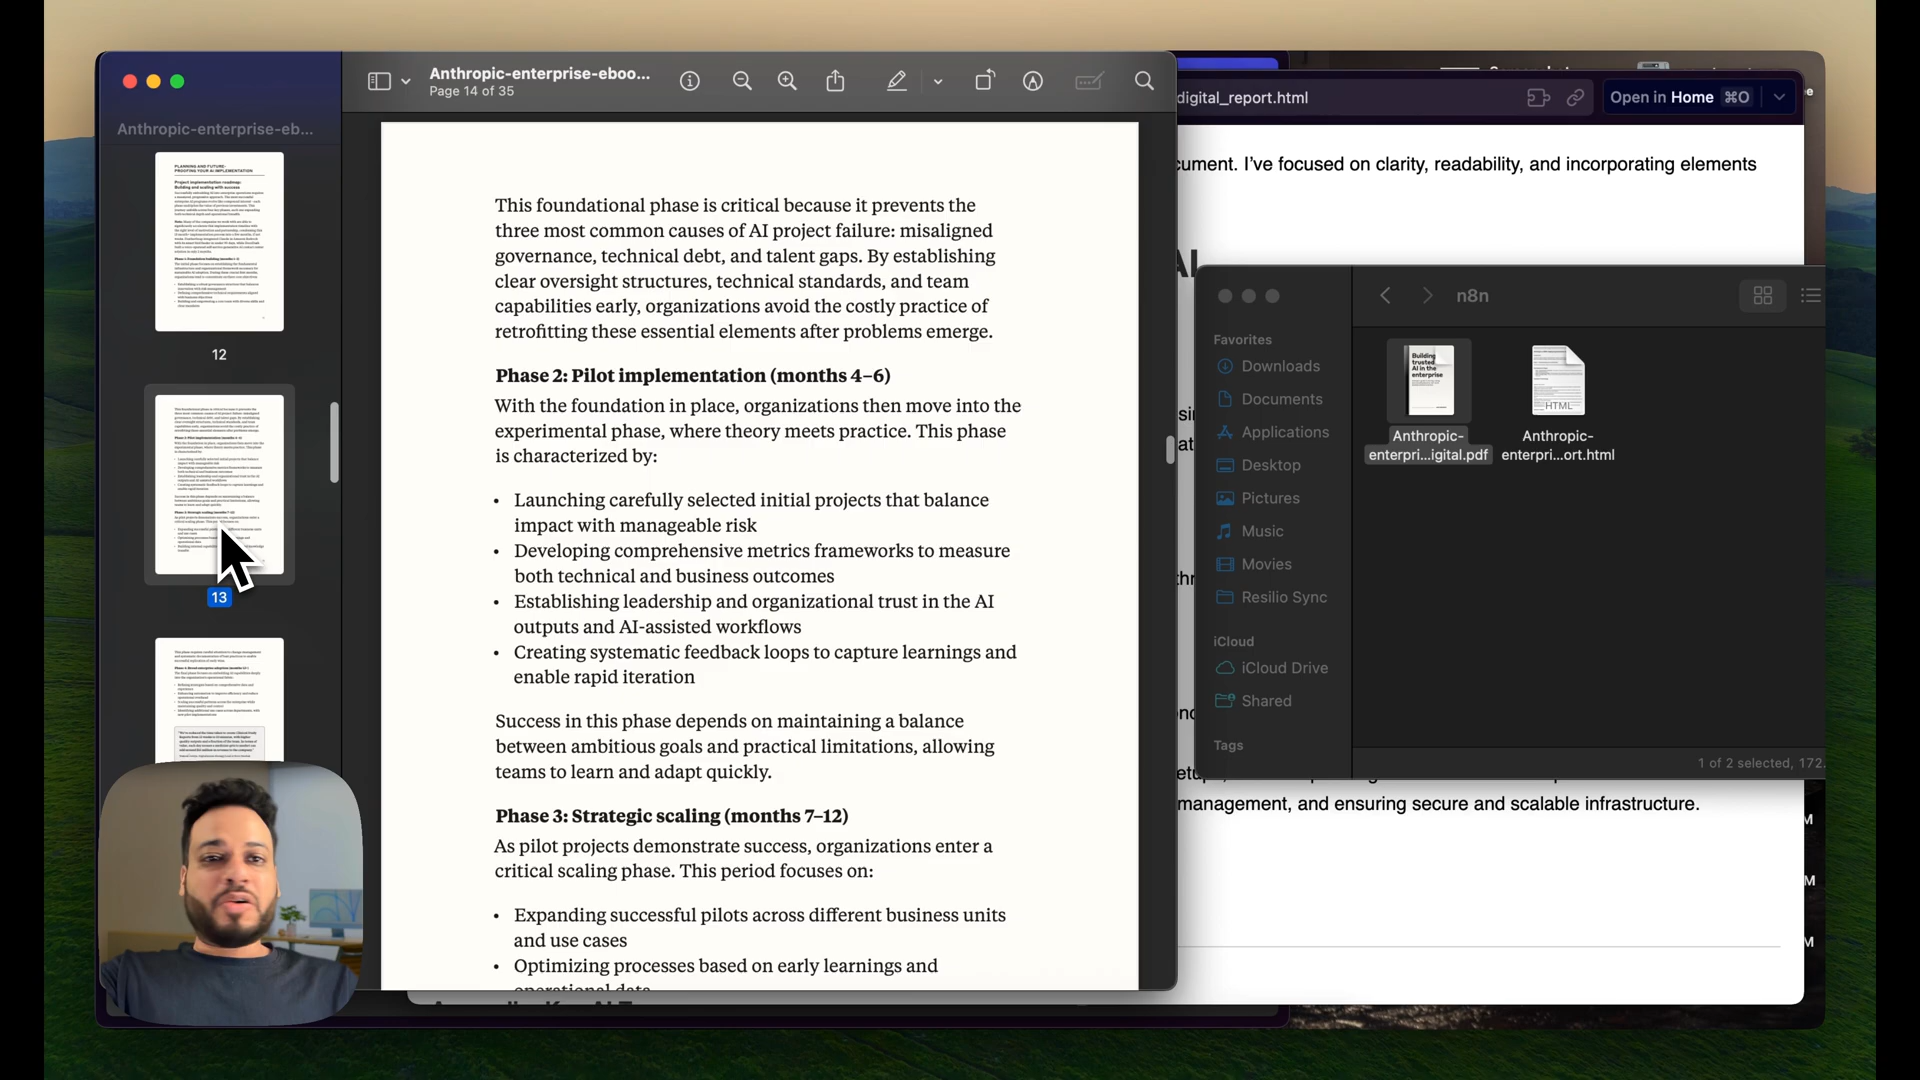 Anthropic-enterprise-eb...
12
13
Anthropic-enterprise-eboo...
Page 14 of 35
This foundational phase is critical because it prevents the
three most common causes of AI project failure: misaligned
governance, technical debt, and talent gaps. By establishing
clear oversight structures, technical standards, and team
capabilities early, organizations avoid the costly practice of
retrofitting these essential elements after problems emerge.
Phase 2: Pilot implementation (months 4–6)
With the foundation in place, organizations then move into the
experimental phase, where theory meets practice. This phase
is characterized by:
• Launching carefully selected initial projects that balance
impact with manageable risk
• Developing comprehensive metrics frameworks to measure
both technical and business outcomes
• Establishing leadership and organizational trust in the AI
outputs and AI-assisted workflows
• Creating systematic feedback loops to capture learnings and
enable rapid iteration
Success in this phase depends on maintaining a balance
between ambitious goals and practical limitations, allowing
teams to learn and adapt quickly.
Phase 3: Strategic scaling (months 7–12)
As pilot projects demonstrate success, organizations enter a
critical scaling phase. This period focuses on:
• Expanding successful pilots across different business units
and use cases
• Optimizing processes based on early learnings and
operational data
digital_report.html
Open in Home ⌘O
cument. I've focused on clarity, readability, and incorporating elements
AI
n8n
Favorites
Downloads
Documents
Applications
Desktop
Pictures
Music
Movies
Resilio Sync
iCloud
iCloud Drive
Shared
Tags
Building
trusted
AI in the
enterprise
Anthropic-
enterpri...igital.pdf
HTML
Anthropic-
enterpri...ort.html
1 of 2 selected, 172.
management, and ensuring secure and scalable infrastructure.